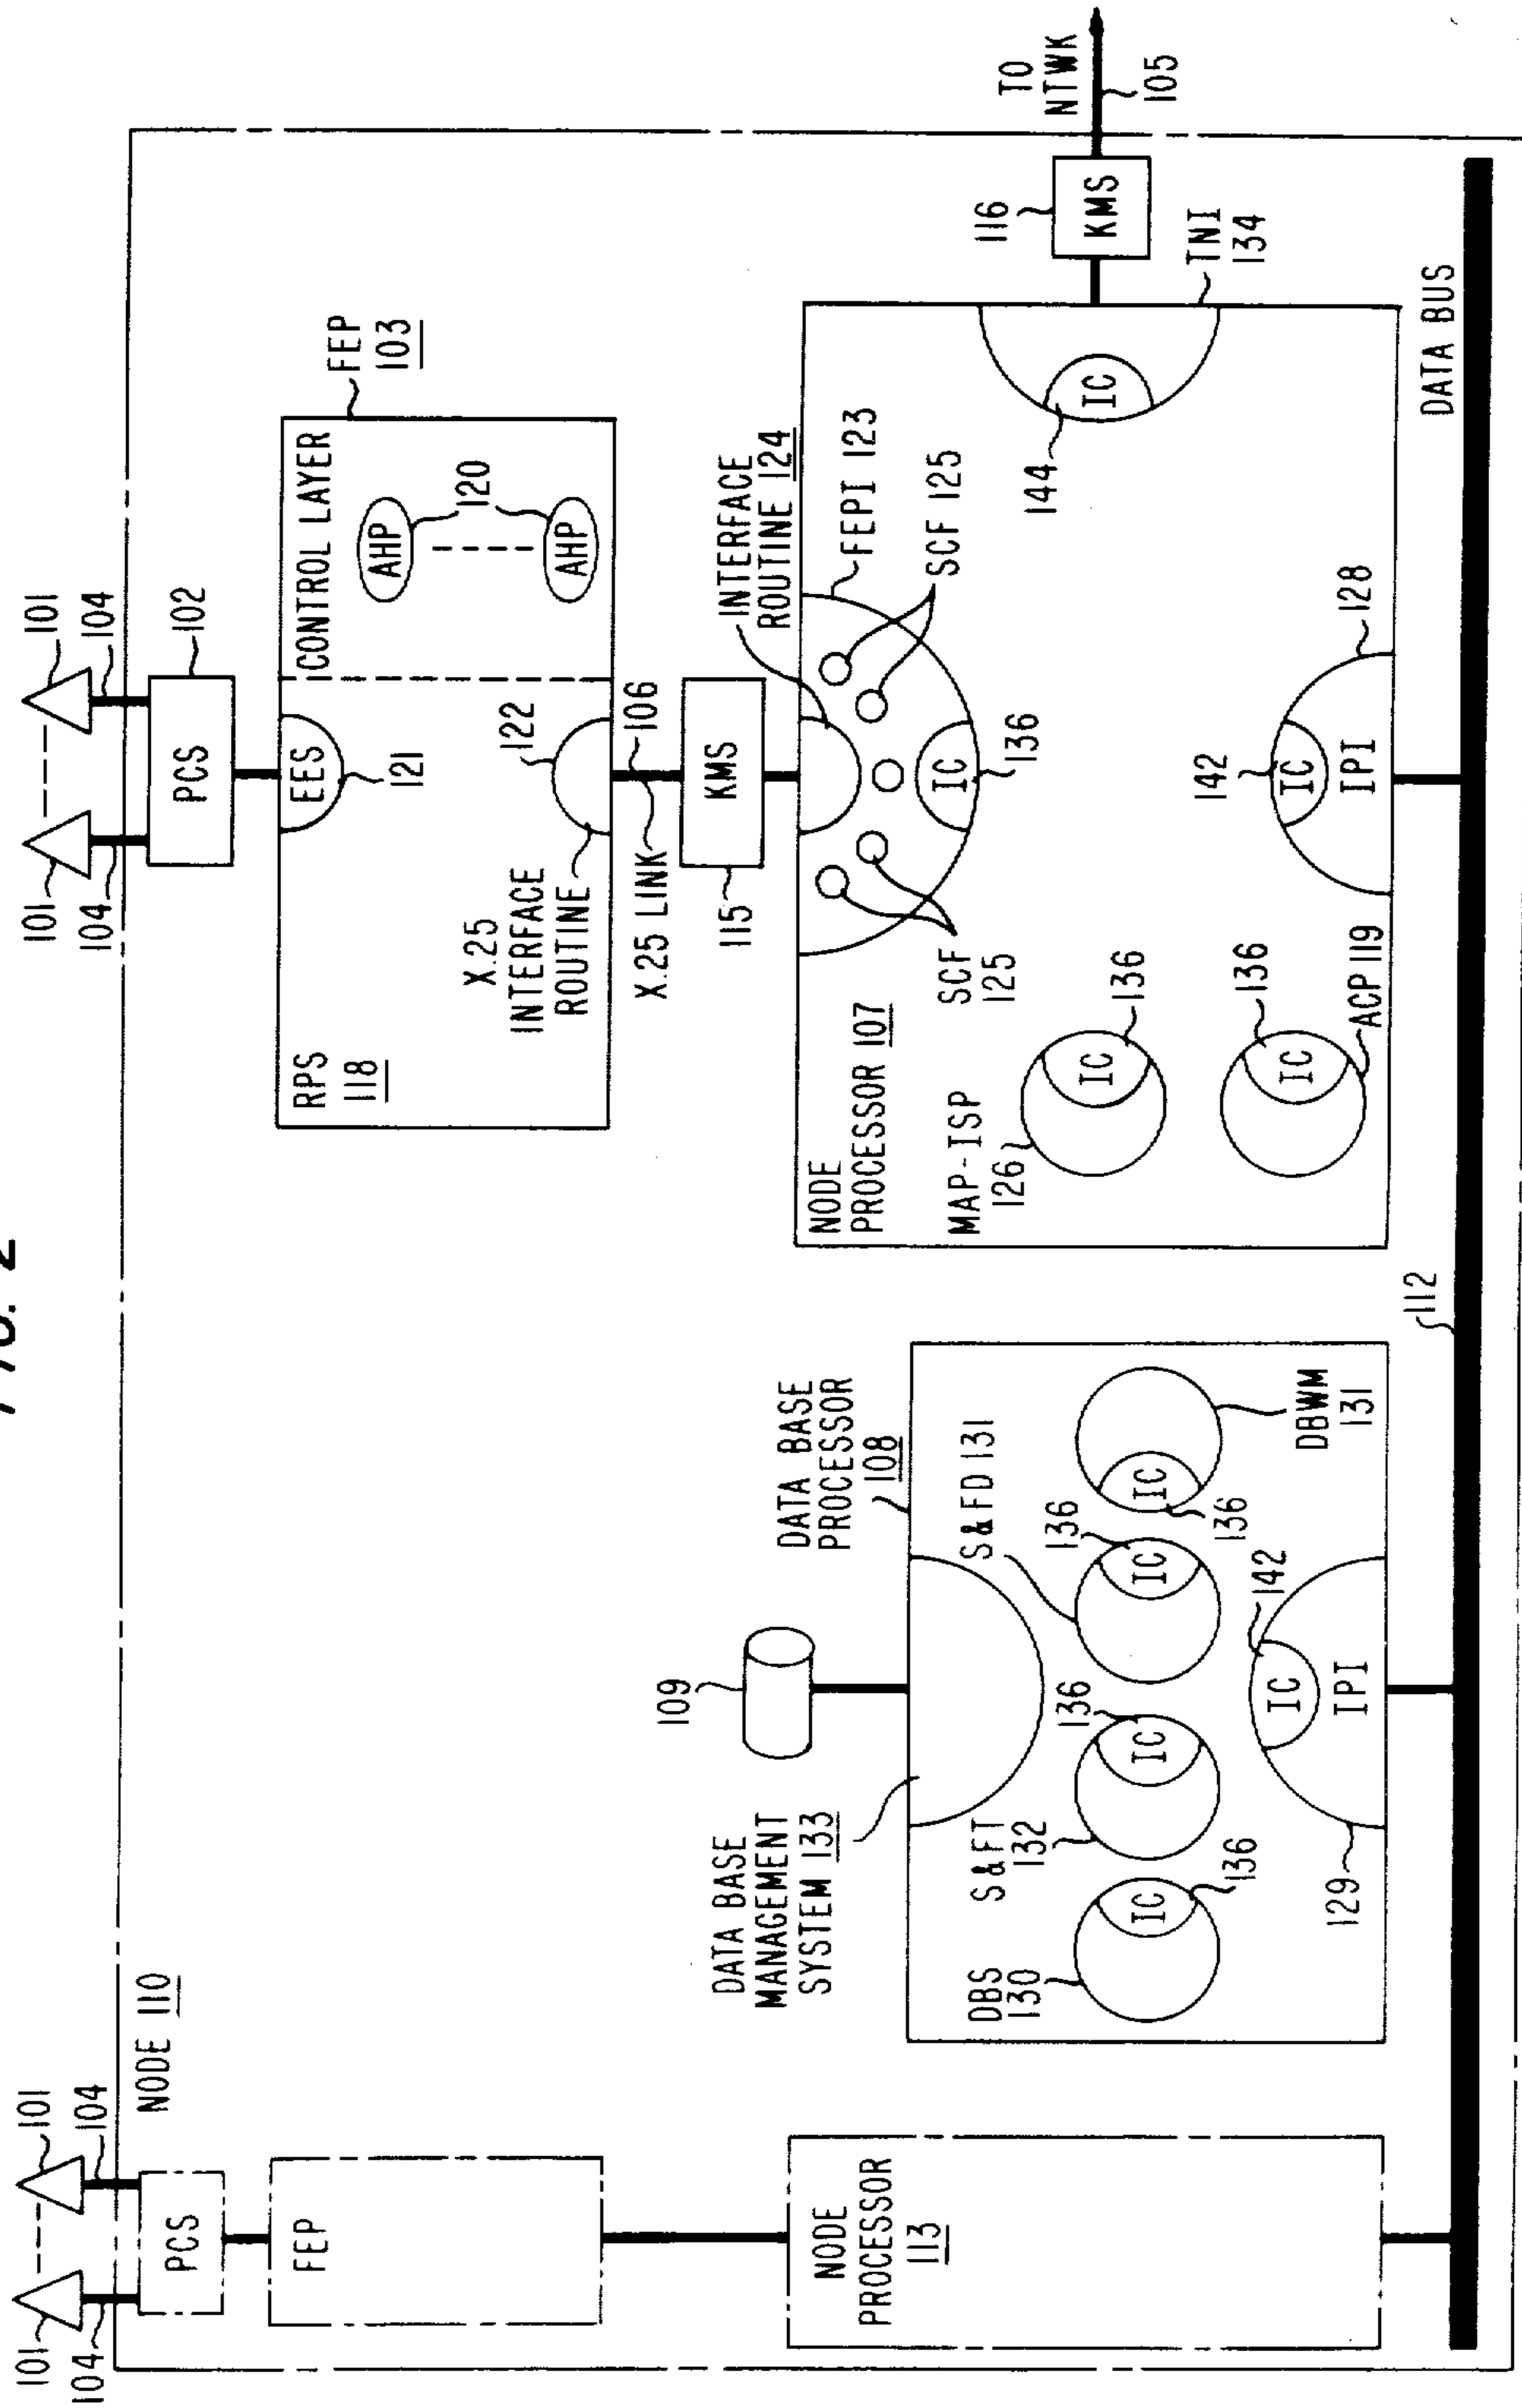 FIG. 2
101
104
101
104
PCS
FEP
NODE
PROCESSOR
113
NODE 110
109
DATA BASE
MANAGEMENT
SYSTEM 133
DATA BASE
PROCESSOR
108
S&FD 131
S&FT
132
DBS
130
DBWM
131
IC
136
IC
136
IC
136
IC
136
IC
142
IPI
129
101
104
101
104
PCS
102
FEP
103
RPS
118
EES
121
CONTROL LAYER
AHP
120
AHP
X.25
INTERFACE
ROUTINE
122
X.25 LINK
106
KMS
115
INTERFACE
ROUTINE 124
FEPI 123
SCF 125
SCF
125
IC
136
NODE
PROCESSOR 107
MAP-ISP
126
IC
136
IC
136
ACP 119
IC
142
IPI
128
IC
144
TNI
134
KMS
116
TO
NTWK
105
112
DATA BUS